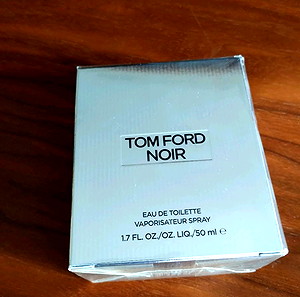 TOM FORD
NOIR
EAU DE TOILETTE
VAPORISATEUR SPRAY
1.7 FL. OZ./OZ. LIQ./50 ml ℮